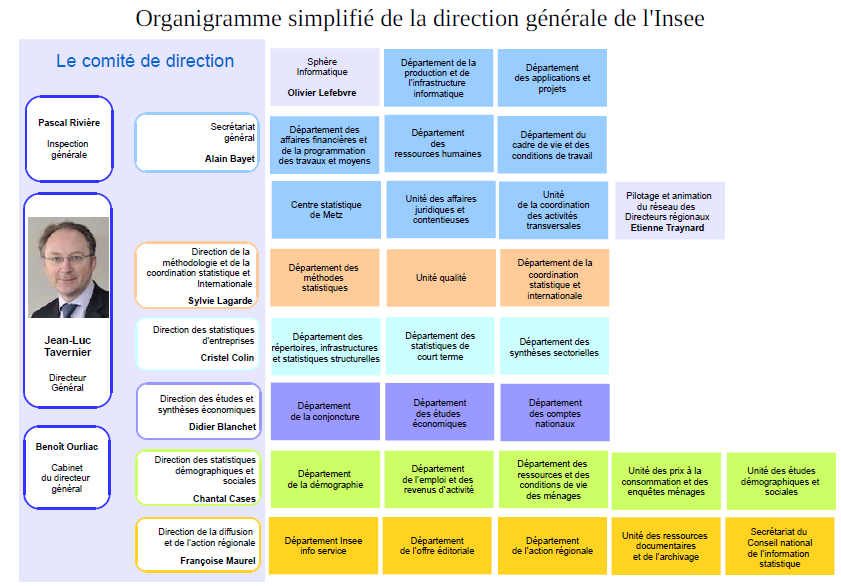 Organigramme simplifié de la direction générale de l'Insee
Le comité de direction
Pascal Rivière
Inspection
générale
Jean-Luc
Tavernier
Directeur
Général
Benoît Ourliac
Cabinet
du directeur
général
Sphère
Informatique
Olivier Lefebvre
Département de la
production et de
l'infrastructure
informatique
Département
des applications et
projets
Secrétariat
général
Alain Bayet
Département des
affaires financières et
de la programmation
des travaux et moyens
Département
des
ressources humaines
Département du
cadre de vie et des
conditions de travail
Centre statistique
de Metz
Unité des affaires
juridiques et
contentieuses
Unité
de la coordination
des activités
transversales
Pilotage et animation
du réseau des
Directeurs régionaux
Etienne Traynard
Direction de la
méthodologie et de la
coordination statistique et
Internationale
Sylvie Lagarde
Département des
méthodes
statistiques
Unité qualité
Département de la
coordination
statistique et
internationale
Direction des statistiques
d'entreprises
Cristel Colin
Département des
répertoires, infrastructures
et statistiques structurelles
Département des
statistiques de
court terme
Département des
synthèses sectorielles
Direction des études et
synthèses économiques
Didier Blanchet
Département
de la conjoncture
Département
des études
économiques
Département
des comptes
nationaux
Direction des statistiques
démographiques et
sociales
Chantal Cases
Département
de la démographie
Département
de l'emploi et des
revenus d'activité
Département des
ressources et des
conditions de vie
des ménages
Unité des prix à la
consommation et des
enquêtes ménages
Unité des études
démographiques et
sociales
Direction de la diffusion
et de l'action régionale
Françoise Maurel
Département Insee
info service
Département
de l'offre éditoriale
Département
de l'action régionale
Unité des ressources
documentaires
et de l'archivage
Secrétariat du
Conseil national
de l'information
statistique